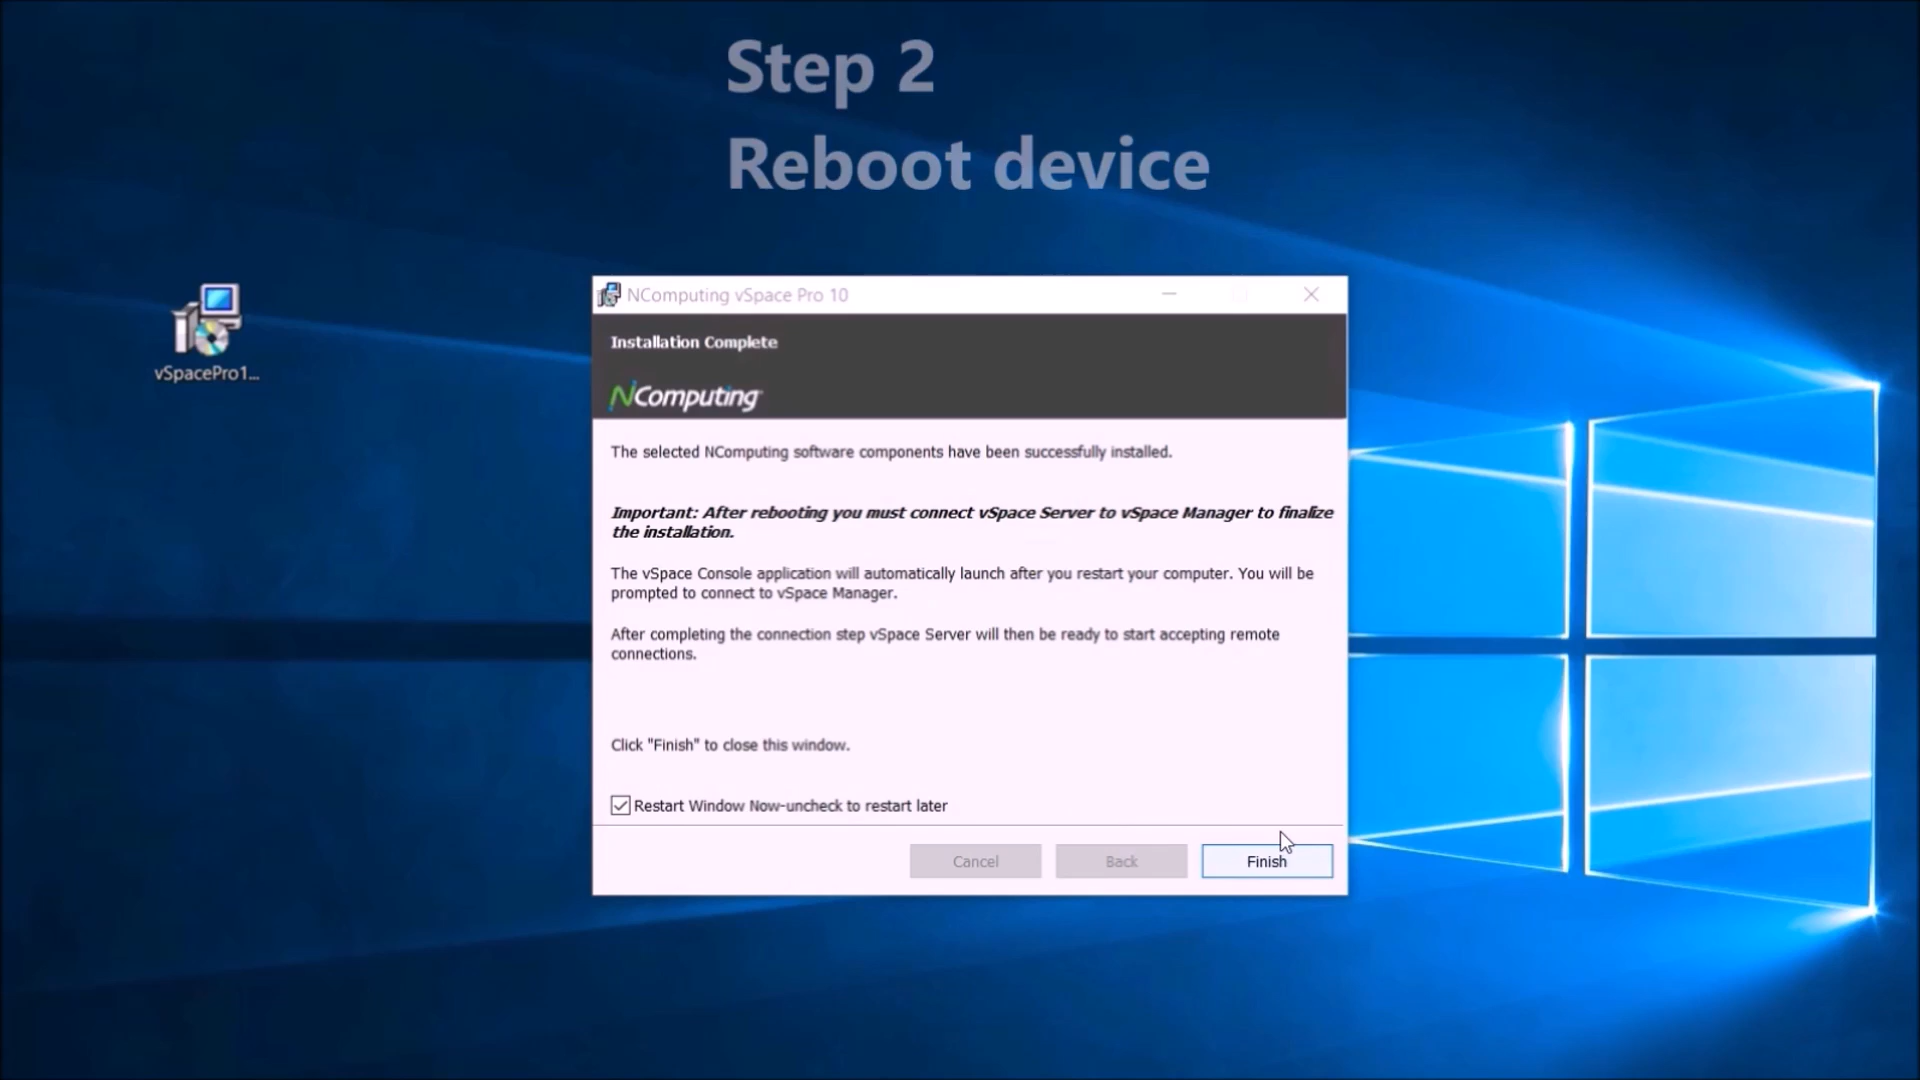 Step 2
Reboot device
vSpacePro1...
NComputing vSpace Pro 10
Installation Complete
NComputing
The selected NComputing software components have been successfully installed.
Important: After rebooting you must connect vSpace Server to vSpace Manager to finalize
the installation.
The vSpace Console application will automatically launch after you restart your computer. You will be
prompted to connect to vSpace Manager.
After completing the connection step vSpace Server will then be ready to start accepting remote
connections.
Click "Finish" to close this window.
Restart Window Now-uncheck to restart later
Cancel
Back
Finish